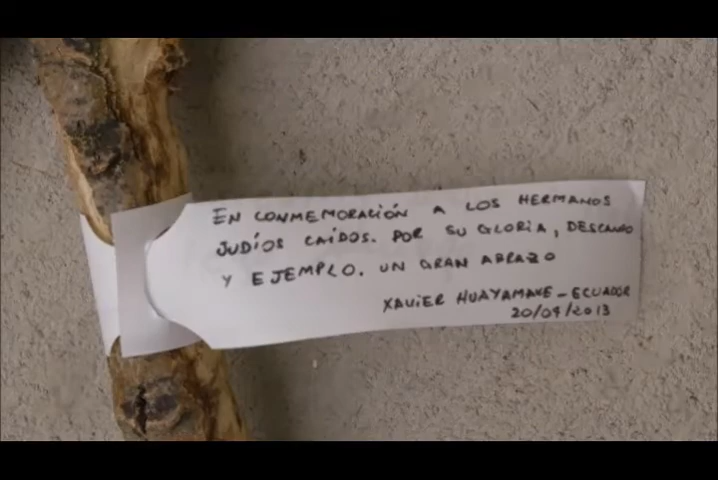 EN CONMEMORACIÓN A LOS HERMANOS
JUDÍOS CAÍDOS. POR SU GLORIA, DESCANSO
Y EJEMPLO. UN GRAN ABRAZO
XAVIER HUAYAMAVE - ECUADOR
20/04/2013